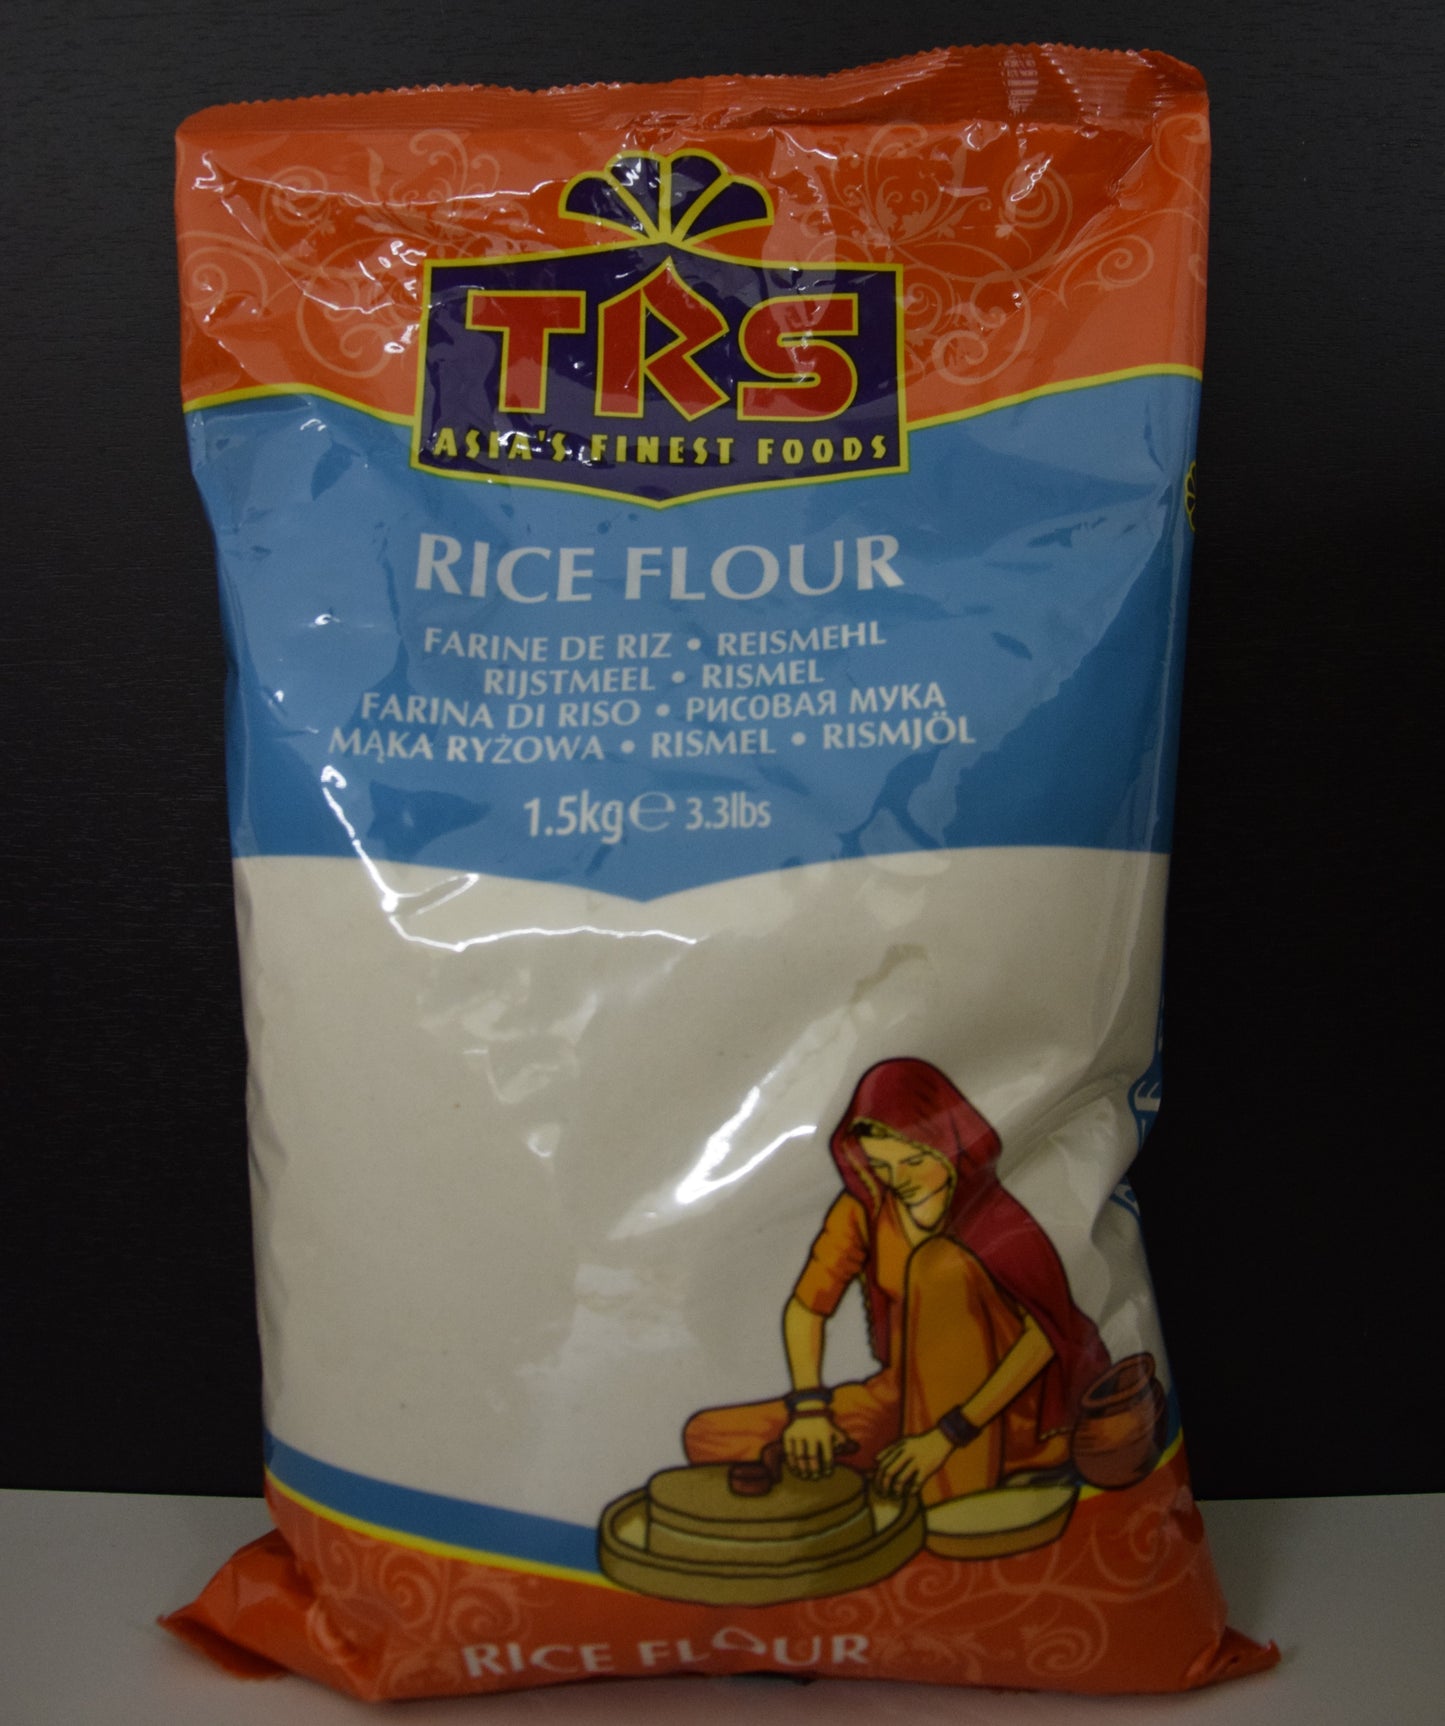 TRS
ASIA'S FINEST FOODS
RICE FLOUR
FARINE DE RIZ • REISMEHL
RIJSTMEEL • RISMEL
FARINA DI RISO • РИСОВАЯ МУКА
MĄKA RYŻOWA • RISMEL • RISMJÖL
1.5kg℮ 3.3lbs
RICE FLOUR